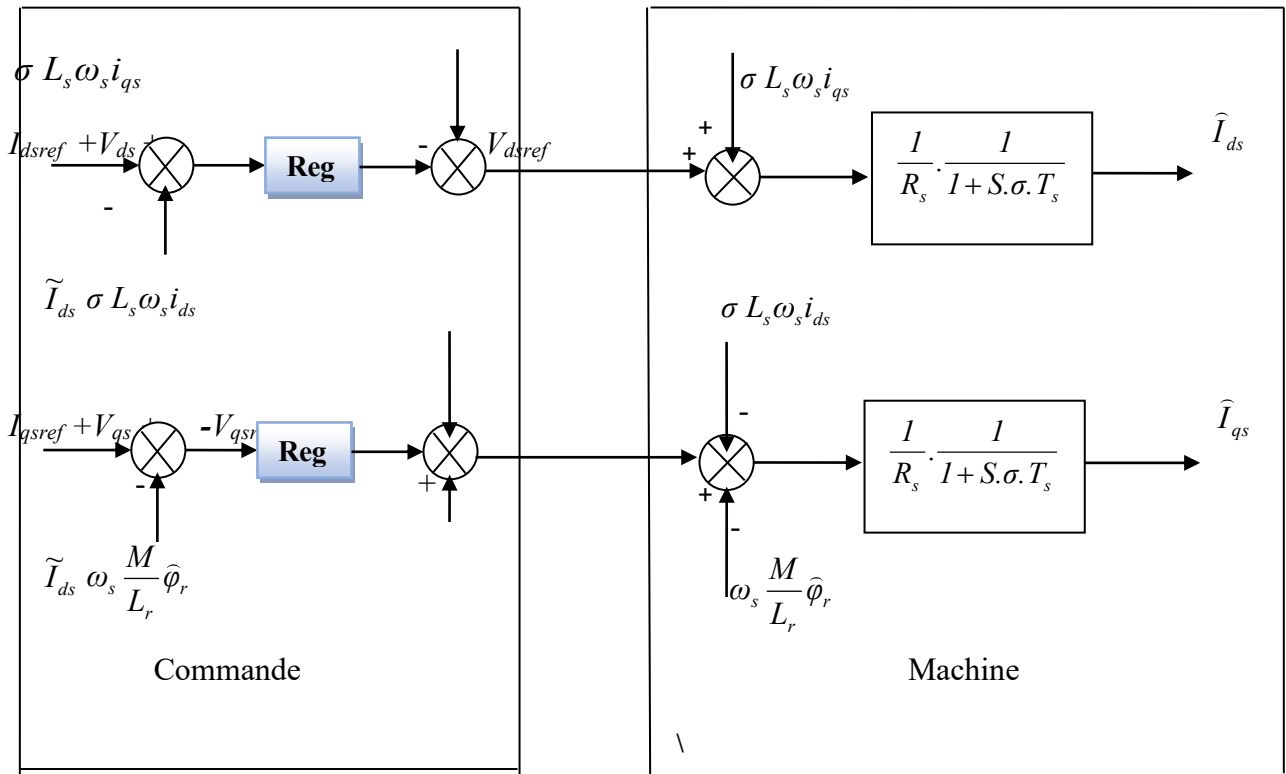 σ L_s ω_s i_qs
I_dsref + V_ds +
-
Reg
-
V_dsref
Ĩ_ds σ L_s ω_s i_ds
I_qsref + V_qs +
-
-V_qsr
Reg
+
Ĩ_ds ω_s M/L_r φ̂_r
Commande
σ L_s ω_s i_qs
+
+
1/R_s . 1/(1 + S.σ.T_s)
Î_ds
σ L_s ω_s i_ds
-
+
-
1/R_s . 1/(1 + S.σ.T_s)
Î_qs
ω_s M/L_r φ̂_r
Machine
\